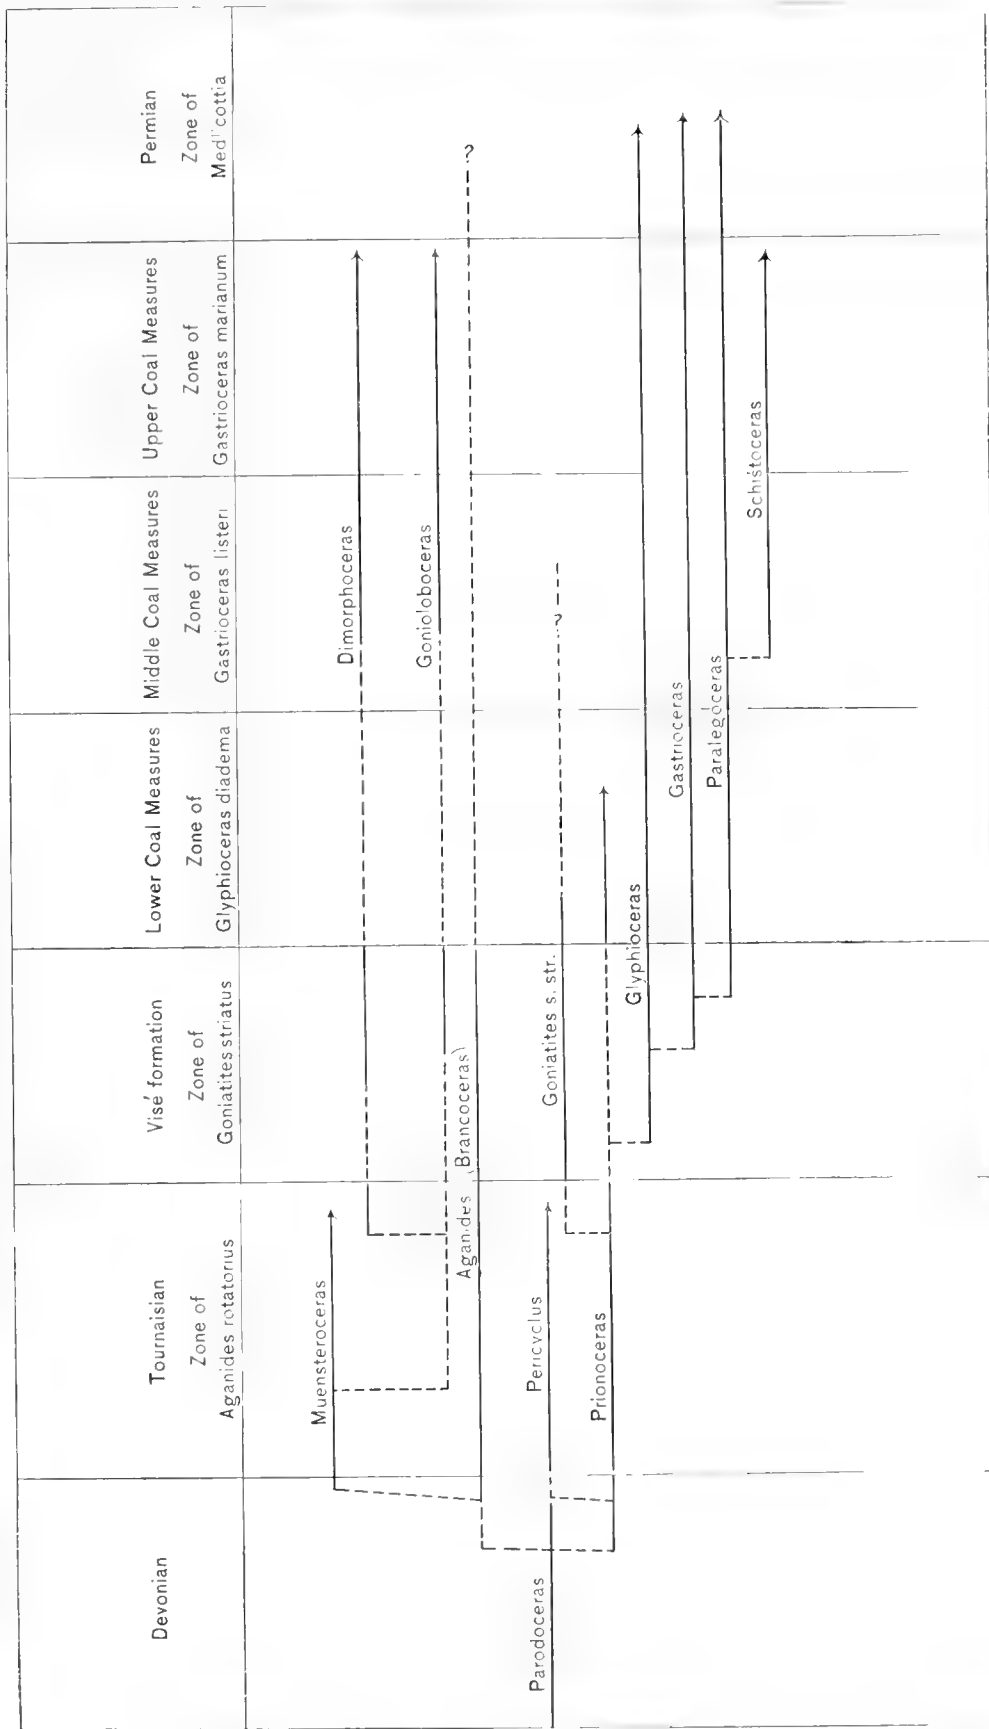 Devonian
Tournaisian
Zone of
Aganides rotatorius
Visé formation
Zone of
Goniatites striatus
Lower Coal Measures
Zone of
Glyphioceras diadema
Middle Coal Measures
Zone of
Gastrioceras listeri
Upper Coal Measures
Zone of
Gastrioceras marianum
Permian
Zone of
Medlicottia
Muensteroceras
Dimorphoceras
Gonioloboceras
Aganides (Brancoceras)
?
Parodoceras
Pericyclus
Goniatites s. str.
?
Prionoceras
Glyphioceras
Gastrioceras
Paralegoceras
Schistoceras